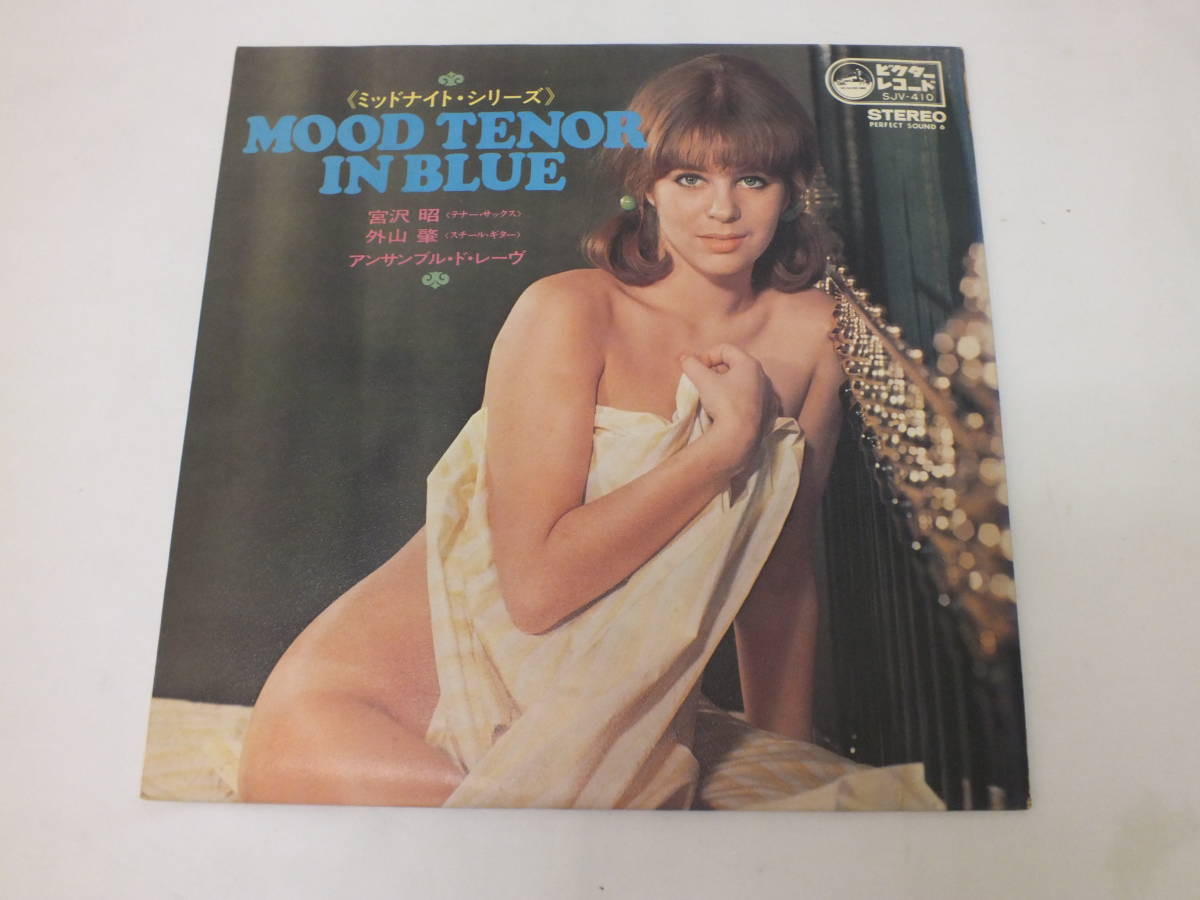 《ミッドナイト・シリーズ》
MOOD TENOR
IN BLUE
宮沢 昭〈テナー・サックス〉
外山 肇〈スチール・ギター〉
アンサンブル・ド・レーヴ
ビクター
レコード
SJV-410
STEREO
PERFECT SOUND 6